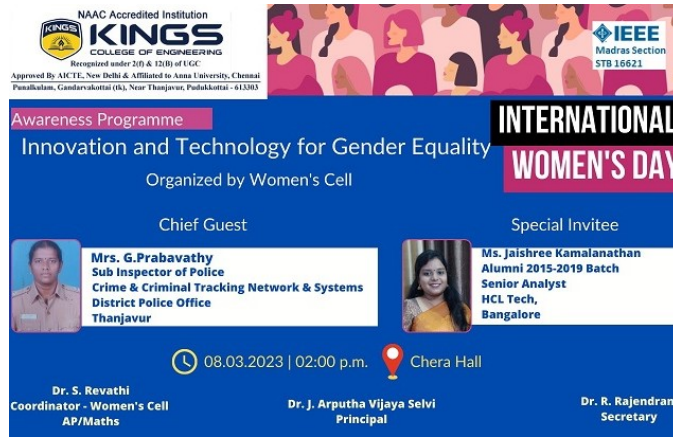 NAAC Accredited Institution
KINGS
COLLEGE OF ENGINEERING
Recognized under 2(f) & 12(B) of UGC
Approved By AICTE, New Delhi & Affiliated to Anna University, Chennai
Punalkulam, Gandarvakottai (tk), Near Thanjavur, Pudukkottai - 613303
KINGS
IEEE
Madras Section
STB 16621
Awareness Programme
Innovation and Technology for Gender Equality
Organized by Women's Cell
INTERNATIONAL
WOMEN'S DAY
Chief Guest
Mrs. G.Prabavathy
Sub Inspector of Police
Crime & Criminal Tracking Network & Systems
District Police Office
Thanjavur
Special Invitee
Ms. Jaishree Kamalanathan
Alumni 2015-2019 Batch
Senior Analyst
HCL Tech,
Bangalore
08.03.2023 | 02:00 p.m.
Chera Hall
Dr. S. Revathi
Coordinator - Women's Cell
AP/Maths
Dr. J. Arputha Vijaya Selvi
Principal
Dr. R. Rajendran
Secretary